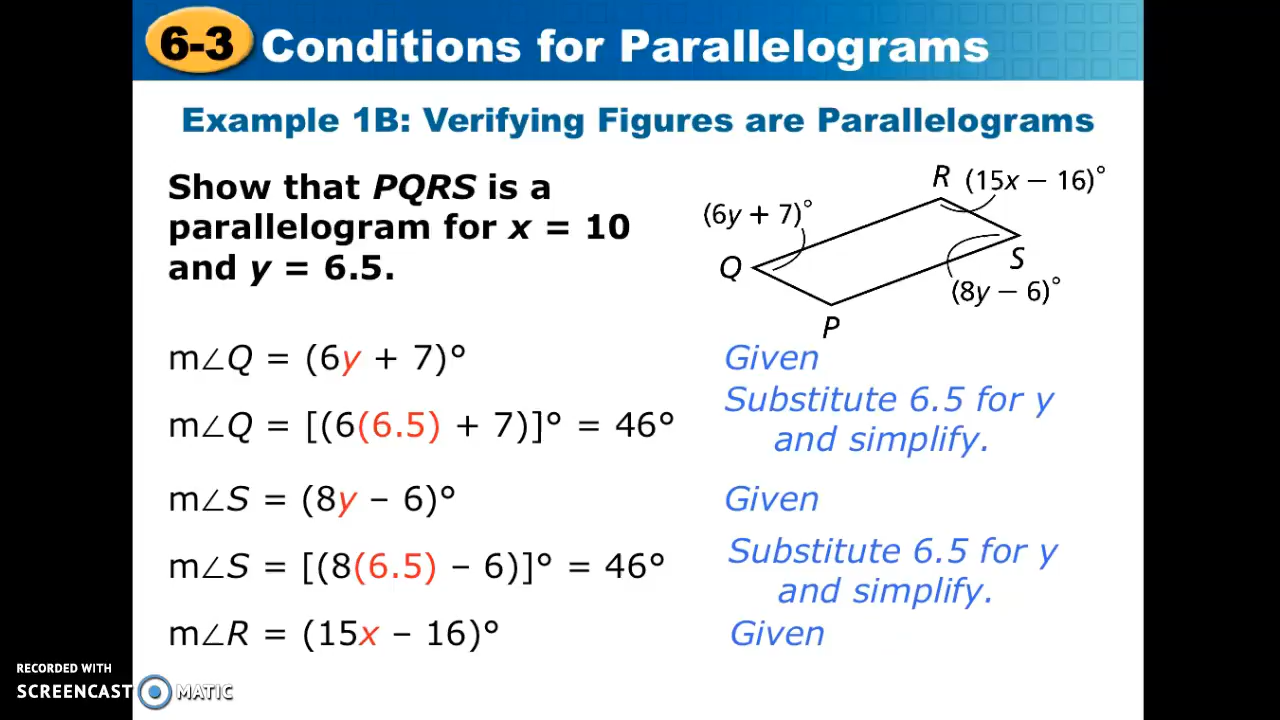 6-3 Conditions for Parallelograms
Example 1B: Verifying Figures are Parallelograms
Show that PQRS is a
parallelogram for x = 10
and y = 6.5.
R (15x − 16)°
(6y + 7)°
Q
S
(8y − 6)°
P
m∠Q = (6y + 7)° Given
m∠Q = [(6(6.5) + 7)]° = 46° Substitute 6.5 for y
and simplify.
m∠S = (8y – 6)° Given
m∠S = [(8(6.5) – 6)]° = 46° Substitute 6.5 for y
and simplify.
m∠R = (15x – 16)° Given
RECORDED WITH
SCREENCAST MATIC